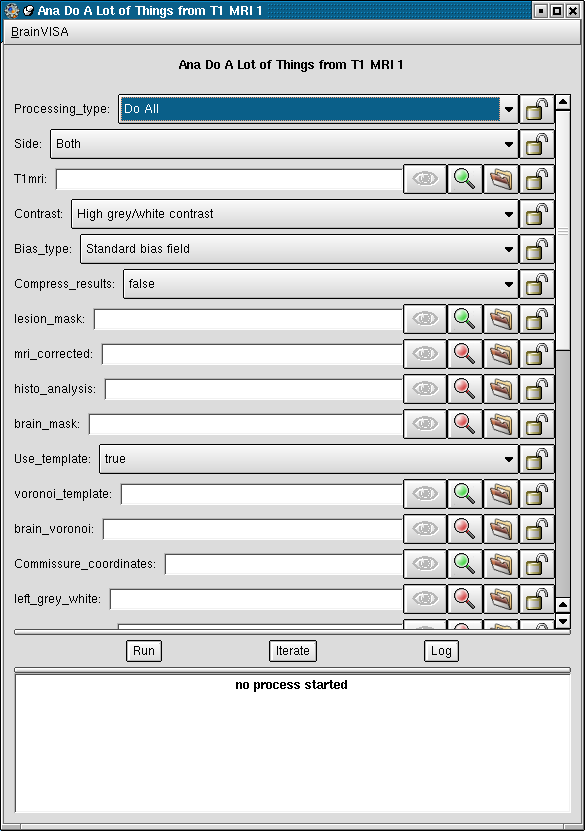 Ana Do A Lot of Things from T1 MRI 1
BrainVISA
Ana Do A Lot of Things from T1 MRI 1
Processing_type: Do All
Side: Both
T1mri:
Contrast: High grey/white contrast
Bias_type: Standard bias field
Compress_results: false
lesion_mask:
mri_corrected:
histo_analysis:
brain_mask:
Use_template: true
voronoi_template:
brain_voronoi:
Commissure_coordinates:
left_grey_white:
Run Iterate Log
no process started